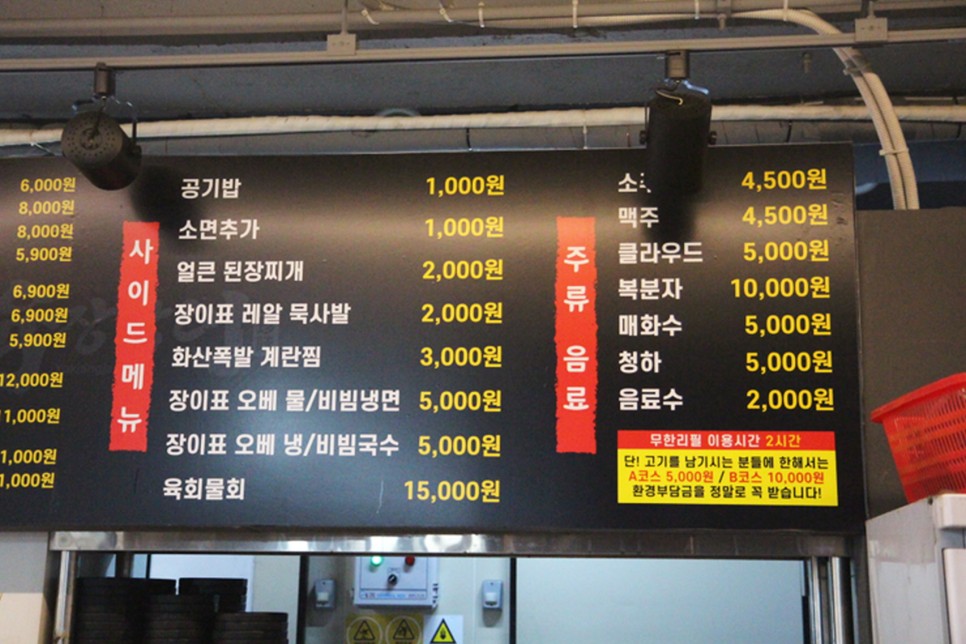 6,000원
8,000원
8,000원
5,900원
6,900원
6,900원
5,900원
12,000원
11,000원
1,000원
1,000원
사이드메뉴
공기밥 1,000원
소면추가 1,000원
얼큰 된장찌개 2,000원
장이표 레알 묵사발 2,000원
화산폭발 계란찜 3,000원
장이표 오베 물/비빔냉면 5,000원
장이표 오베 냉/비빔국수 5,000원
육회물회 15,000원
주류 음료
소주 4,500원
맥주 4,500원
클라우드 5,000원
복분자 10,000원
매화수 5,000원
청하 5,000원
음료수 2,000원
무한리필 이용시간 2시간
단! 고기를 남기시는 분들에 한해서는
A코스 5,000원 / B코스 10,000원
환경부담금을 정말로 꼭 받습니다!